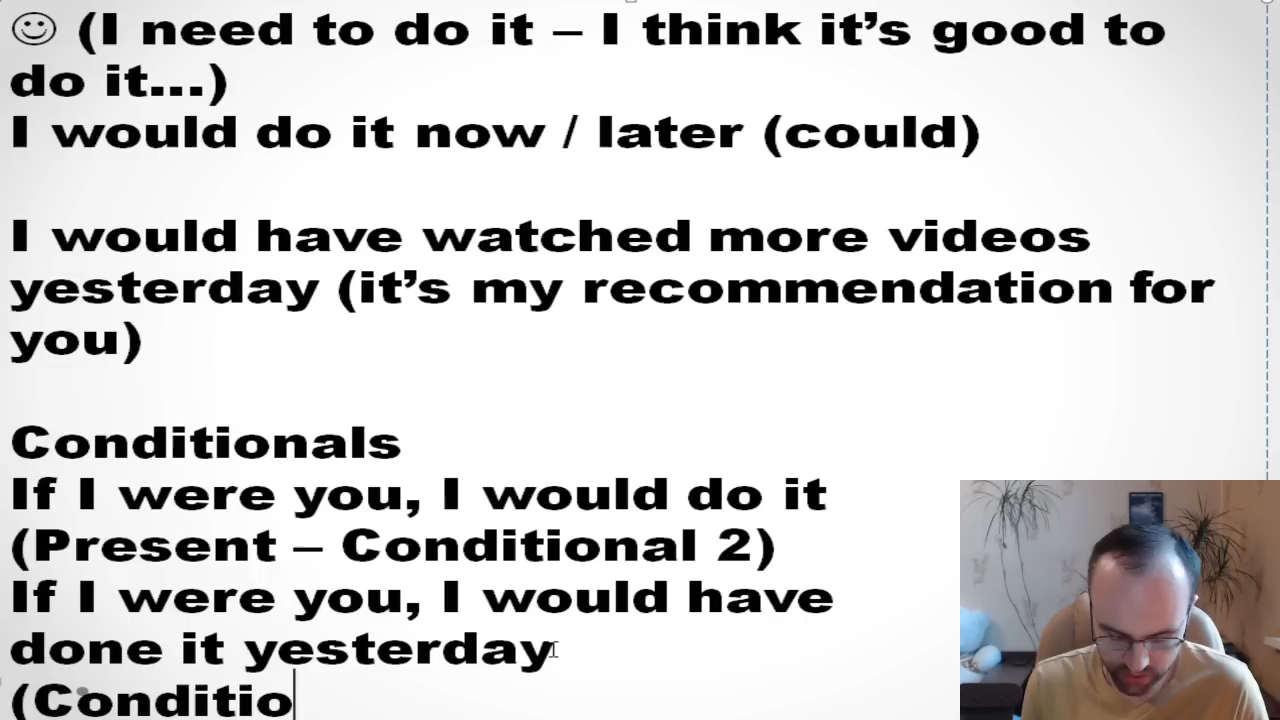 ☺ (I need to do it – I think it’s good to
do it...)
I would do it now / later (could)
I would have watched more videos
yesterday (it’s my recommendation for
you)
Conditionals
If I were you, I would do it
(Present – Conditional 2)
If I were you, I would have
done it yesterday
(Conditio